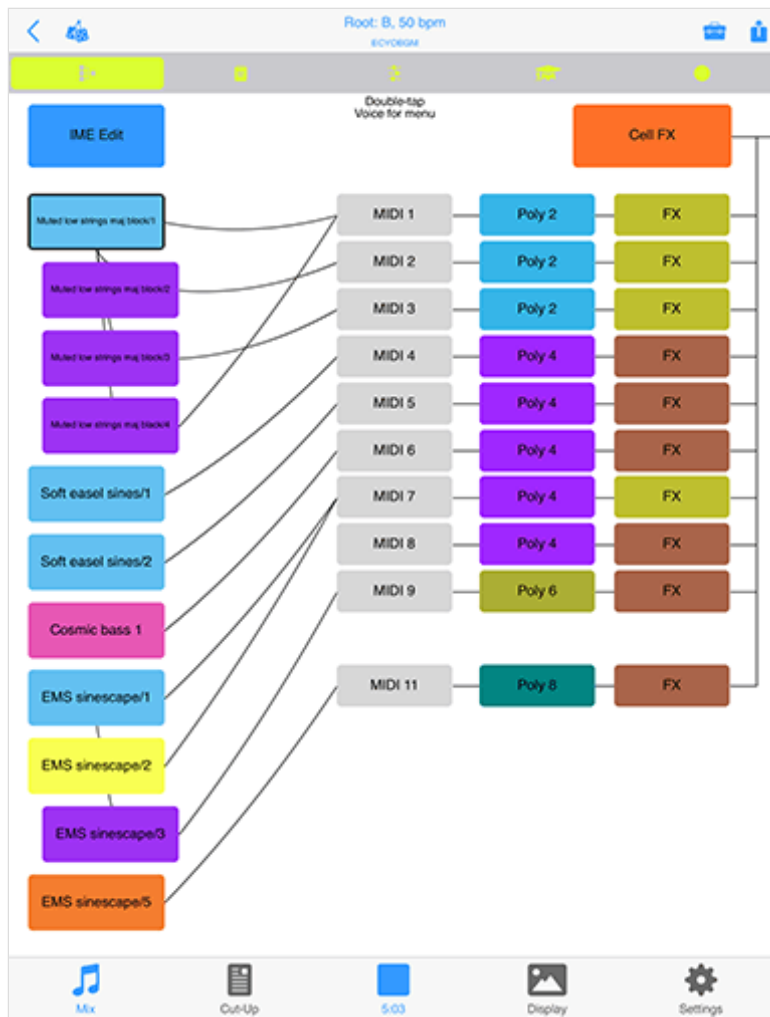 Root: B, 50 bpm
ECYOBGM
Double-tap
Voice for menu
IME Edit
Cell FX
Muted low strings maj block/1
MIDI 1
Poly 2
FX
Muted low strings maj block/2
MIDI 2
Poly 2
FX
Muted low strings maj block/3
MIDI 3
Poly 2
FX
Muted low strings maj block/4
MIDI 4
Poly 4
FX
Soft easel sines/1
MIDI 5
Poly 4
FX
Soft easel sines/2
MIDI 6
Poly 4
FX
Cosmic bass 1
MIDI 7
Poly 4
FX
EMS sinescape/1
MIDI 8
Poly 4
FX
EMS sinescape/2
MIDI 9
Poly 6
FX
EMS sinescape/3
MIDI 11
Poly 8
FX
EMS sinescape/5
Mix
Cut-Up
5:03
Display
Settings